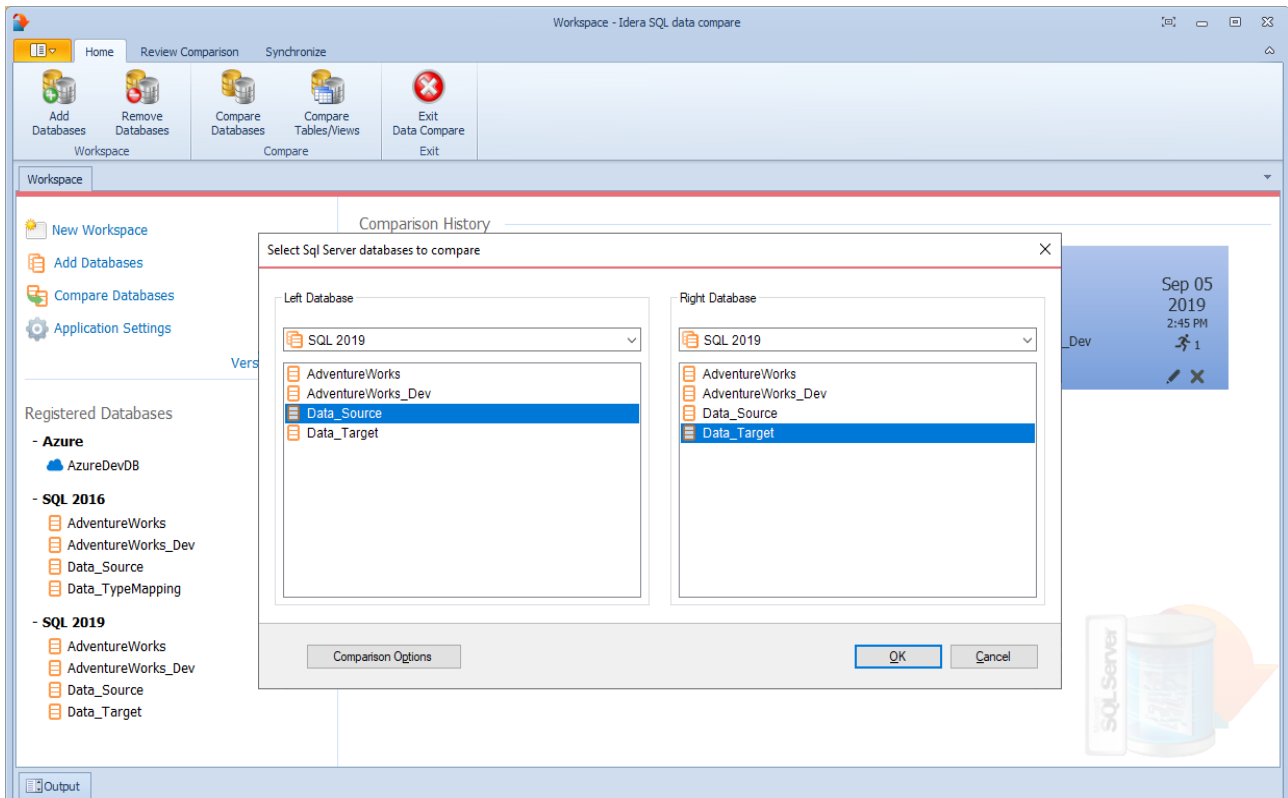 Workspace - Idera SQL data compare
Home Review Comparison Synchronize
Add Databases Remove Databases Compare Databases Compare Tables/Views Exit Data Compare
Workspace Compare Exit
Workspace
New Workspace
Add Databases
Compare Databases
Application Settings
Vers
Registered Databases
- Azure
AzureDevDB
- SQL 2016
AdventureWorks
AdventureWorks_Dev
Data_Source
Data_TypeMapping
- SQL 2019
AdventureWorks
AdventureWorks_Dev
Data_Source
Data_Target
Comparison History
Select Sql Server databases to compare
Left Database
SQL 2019
AdventureWorks
AdventureWorks_Dev
Data_Source
Data_Target
Right Database
SQL 2019
AdventureWorks
AdventureWorks_Dev
Data_Source
Data_Target
Comparison Options
OK
Cancel
_Dev
Sep 05
2019
2:45 PM
1
SQL Server
Output